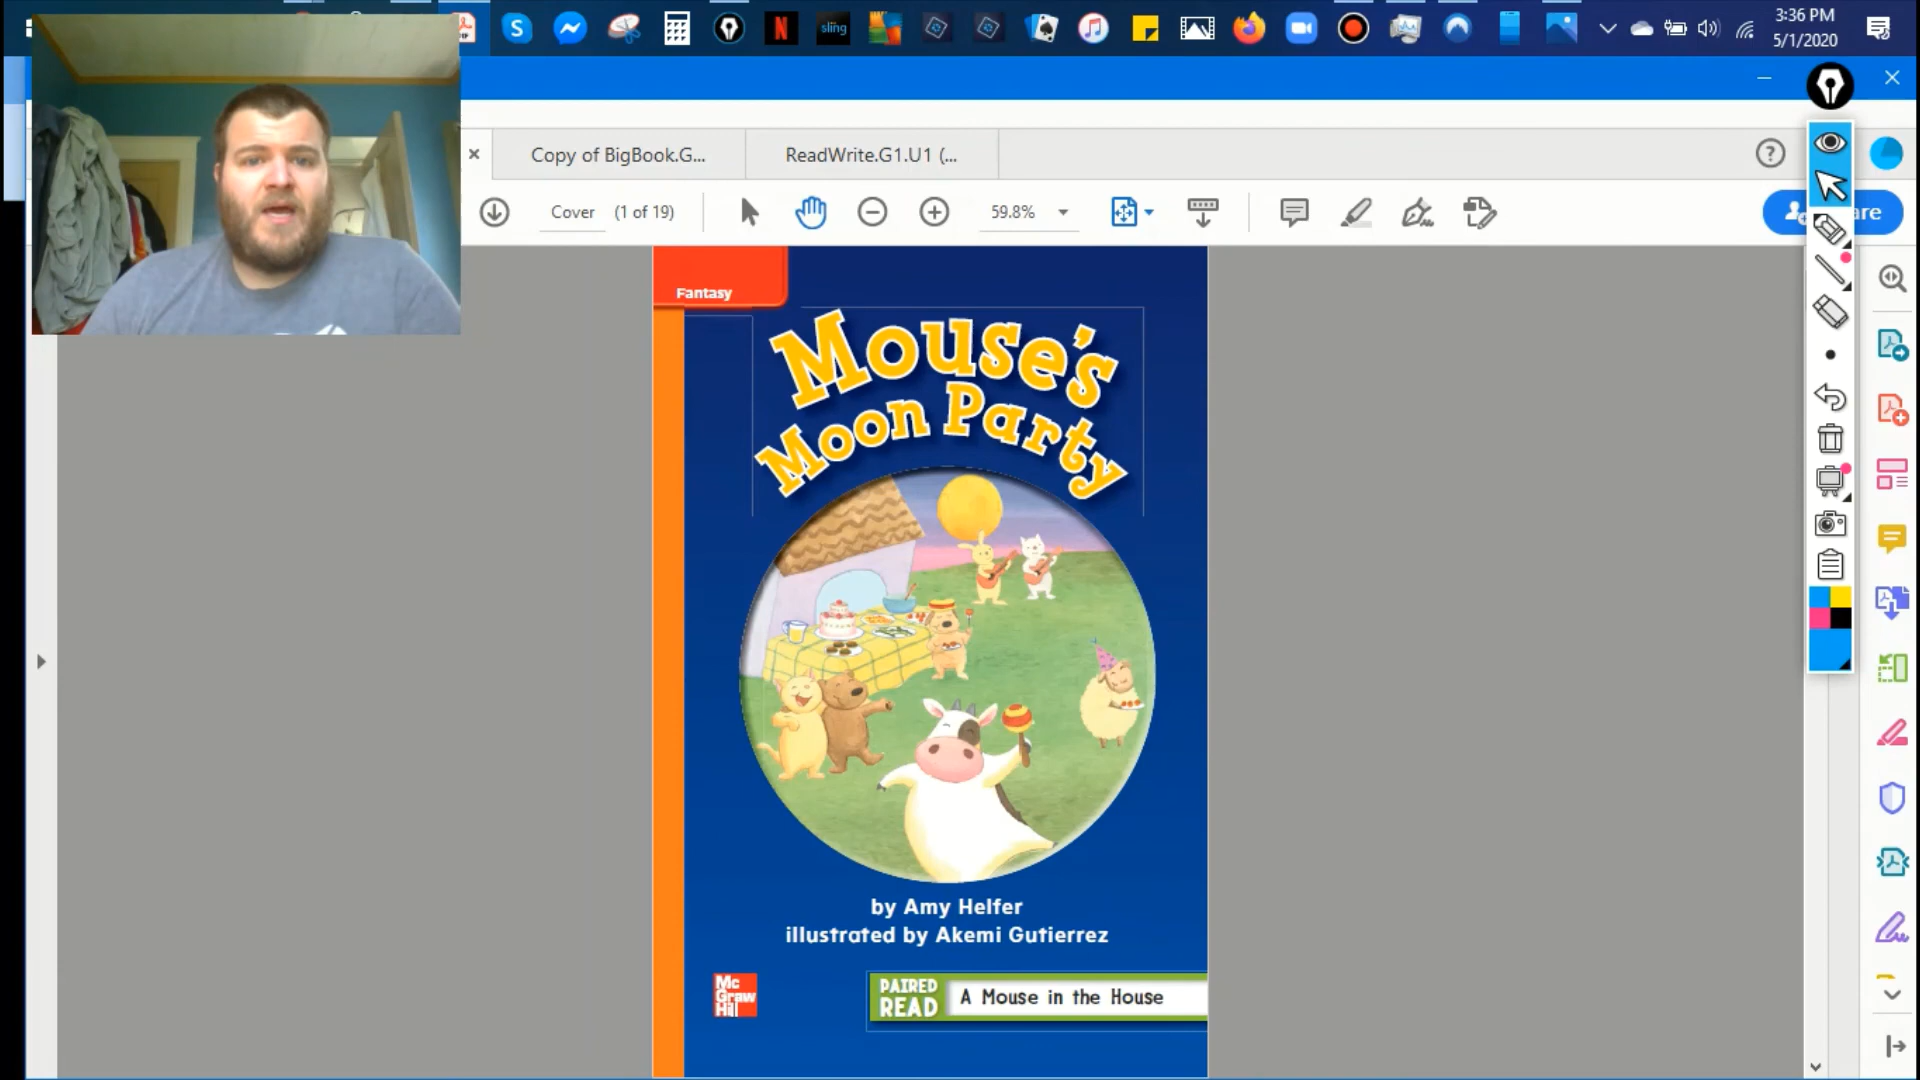 sling
3:36 PM
5/1/2020
Copy of BigBook.G...
ReadWrite.G1.U1 (...
Cover (1 of 19)
59.8%
are
Fantasy
Mouse's
Moon Party
by Amy Helfer
illustrated by Akemi Gutierrez
Mc
Graw
Hill
PAIRED
READ
A Mouse in the House